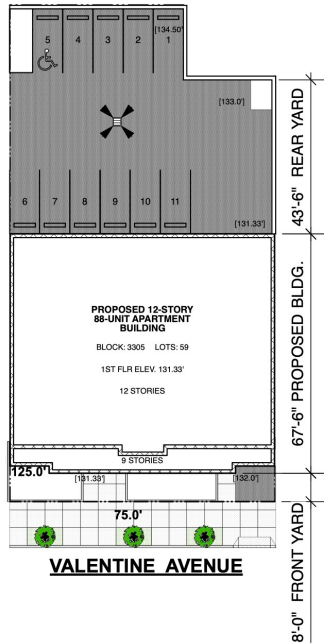 5 4 3 2 1
[134.50'
[133.0']
43'-6" REAR YARD
6 7 8 9 10 11
[131.33']
PROPOSED 12-STORY
88-UNIT APARTMENT
BUILDING
BLOCK: 3305 LOTS: 59
1ST FLR ELEV. 131.33'
12 STORIES
67'-6" PROPOSED BLDG.
9 STORIES
125.0'
[131.33']
[132.0']
75.0'
8'-0" FRONT YARD
VALENTINE AVENUE